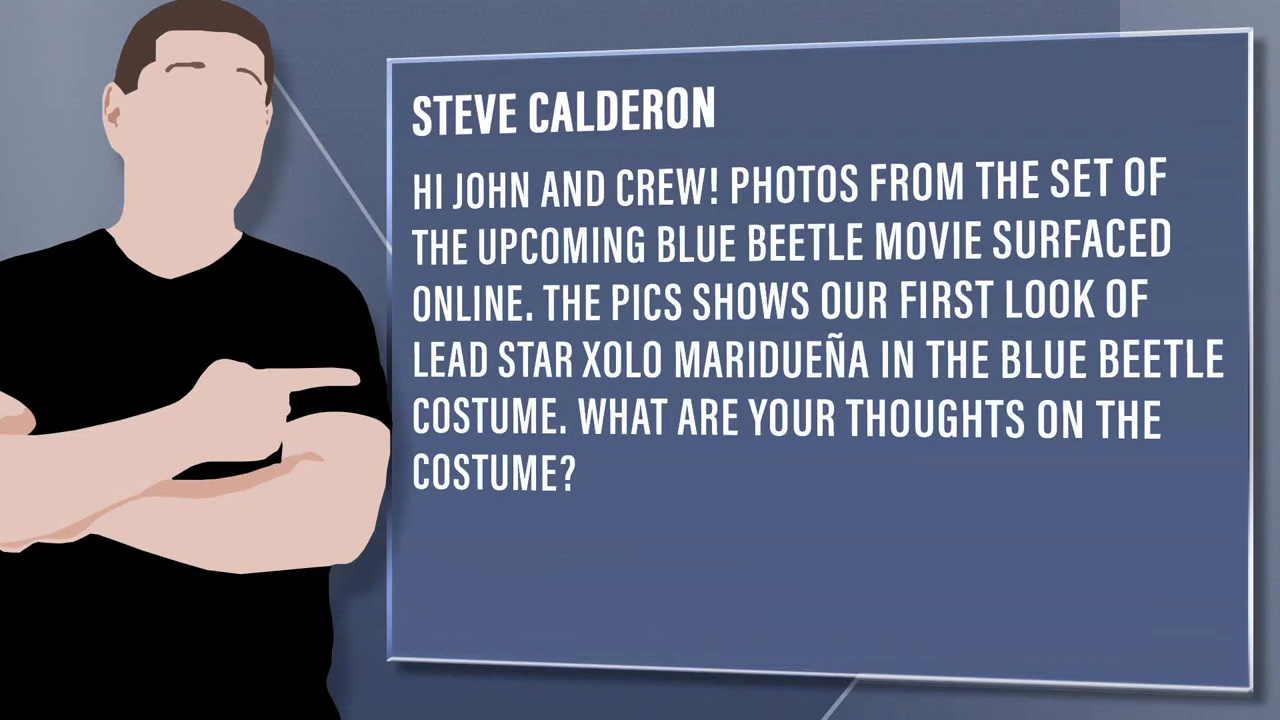 STEVE CALDERON
HI JOHN AND CREW! PHOTOS FROM THE SET OF
THE UPCOMING BLUE BEETLE MOVIE SURFACED
ONLINE. THE PICS SHOWS OUR FIRST LOOK OF
LEAD STAR XOLO MARIDUEÑA IN THE BLUE BEETLE
COSTUME. WHAT ARE YOUR THOUGHTS ON THE
COSTUME?